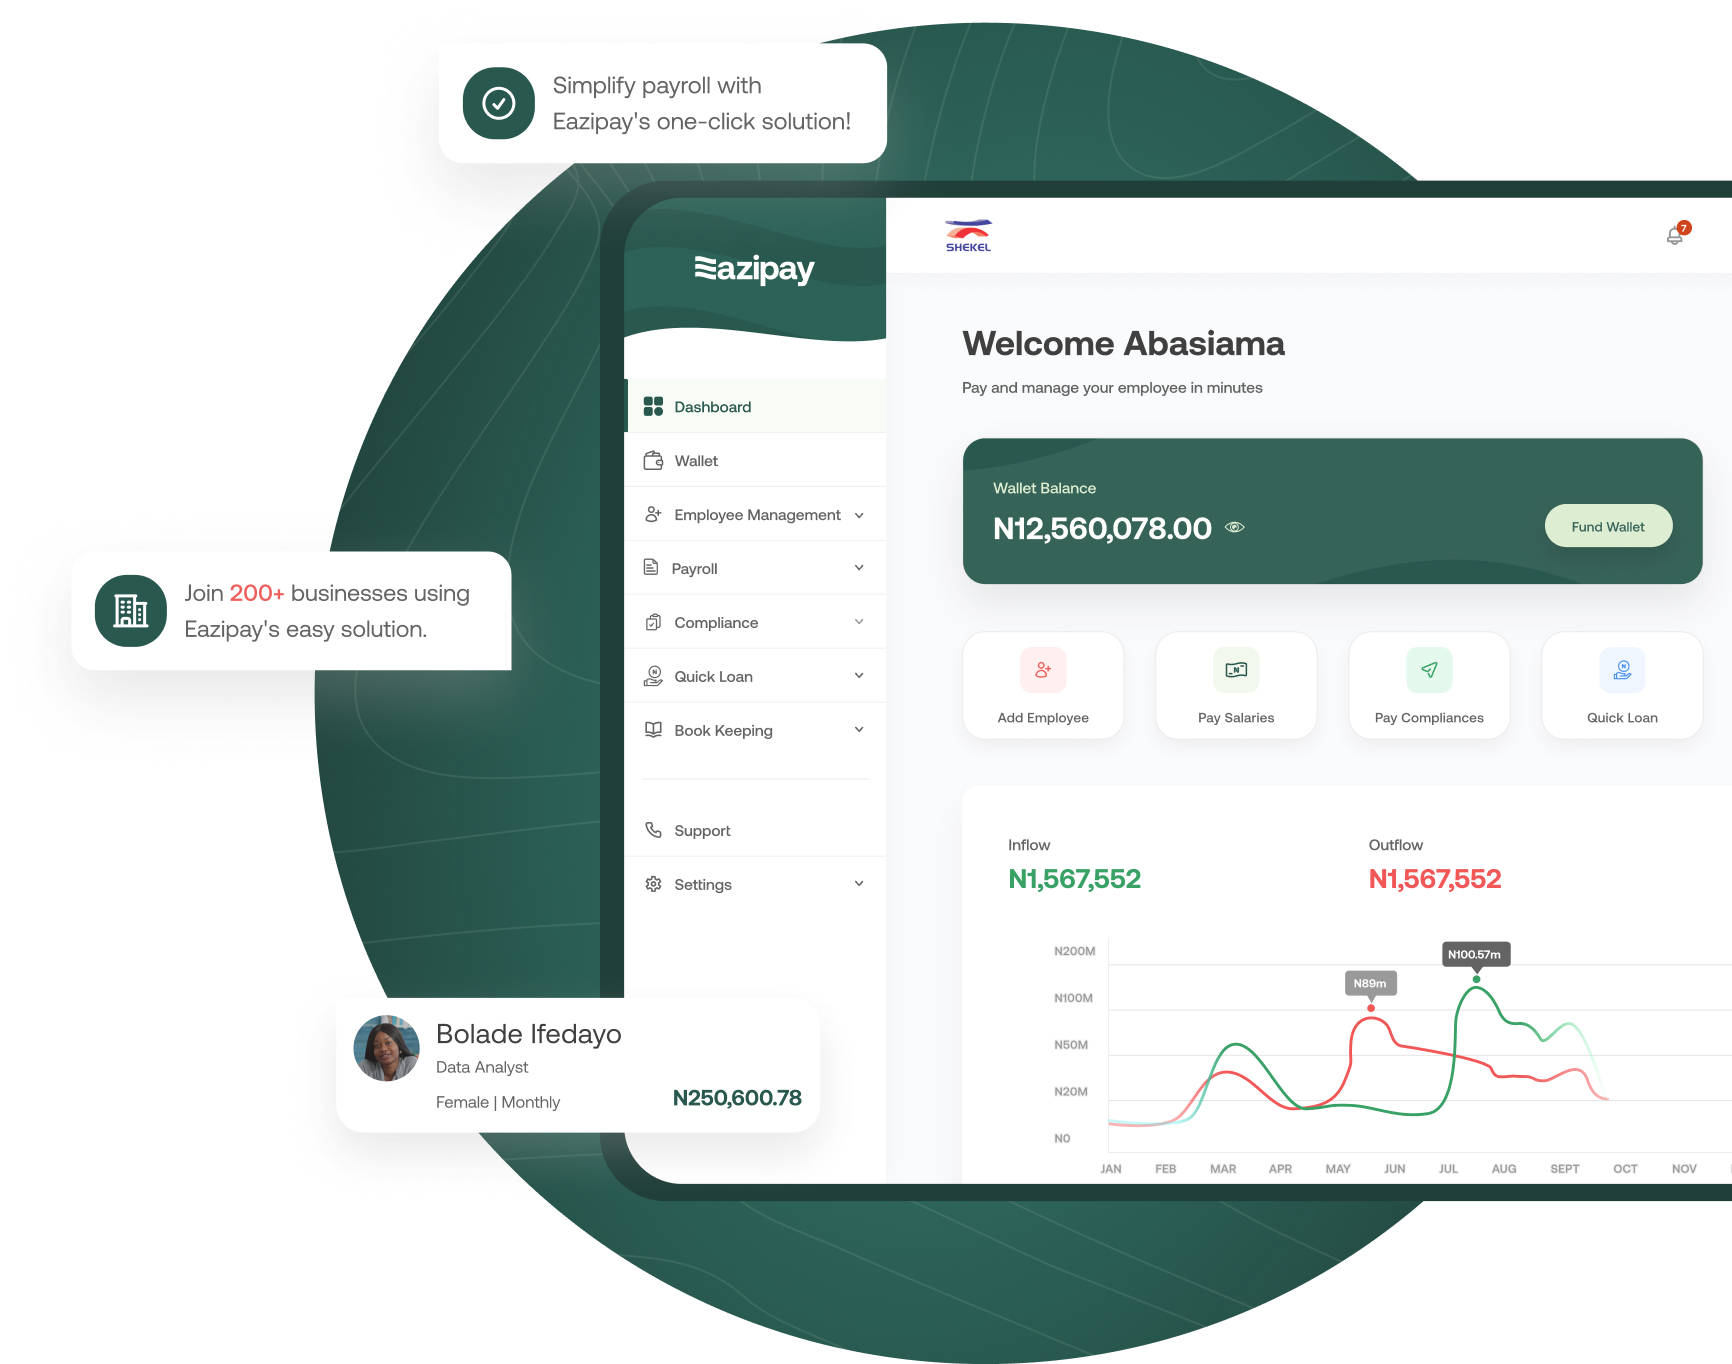 Simplify payroll with
Eazipay's one-click solution!
azipay
SHEKEL
7
Welcome Abasiama
Pay and manage your employee in minutes
Dashboard
Wallet
Employee Management
Payroll
Compliance
Quick Loan
Book Keeping
Support
Settings
Wallet Balance
N12,560,078.00
Fund Wallet
Join 200+ businesses using
Eazipay's easy solution.
Add Employee
Pay Salaries
Pay Compliances
Quick Loan
Inflow
N1,567,552
Outflow
N1,567,552
N200M
N100M
N50M
N20M
N0
N89m
N100.57m
JAN FEB MAR APR MAY JUN JUL AUG SEPT OCT NOV
Bolade Ifedayo
Data Analyst
Female | Monthly
N250,600.78